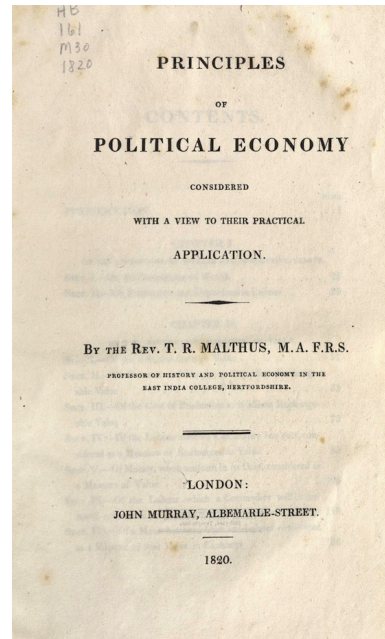 HB
161
M30
1820
PRINCIPLES
OF
POLITICAL ECONOMY
CONSIDERED
WITH A VIEW TO THEIR PRACTICAL
APPLICATION.
BY THE REV. T. R. MALTHUS, M.A. F.R.S.
PROFESSOR OF HISTORY AND POLITICAL ECONOMY IN THE
EAST INDIA COLLEGE, HERTFORDSHIRE.
LONDON:
JOHN MURRAY, ALBEMARLE-STREET.
1820.